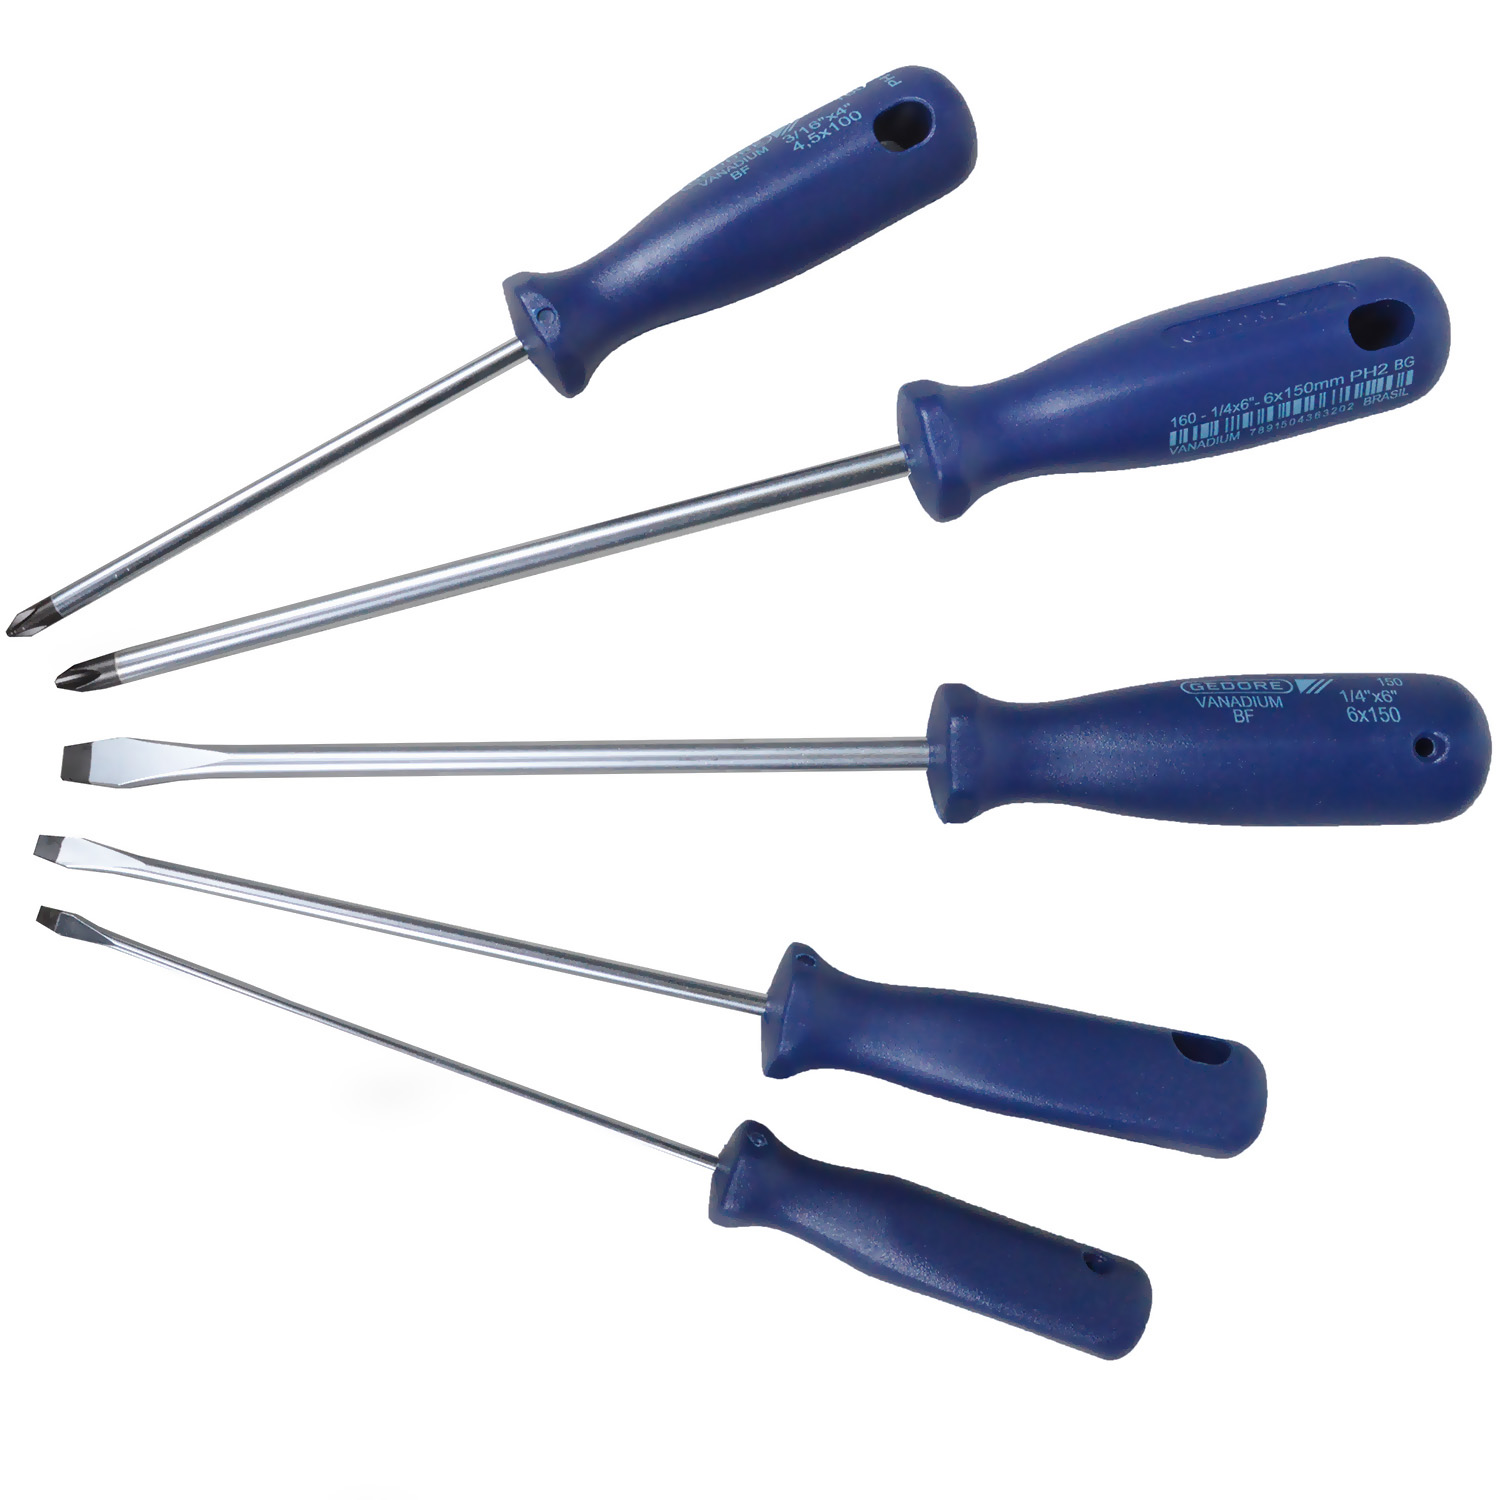 PH
3/16"x4"
4,5x100
VANADIUM
BF
160 - 1/4x6"- 6x150mm PH2 BG
VANADIUM 7891504363202 BRASIL
GEDORE
VANADIUM
BF
150
1/4"x6"
6x150